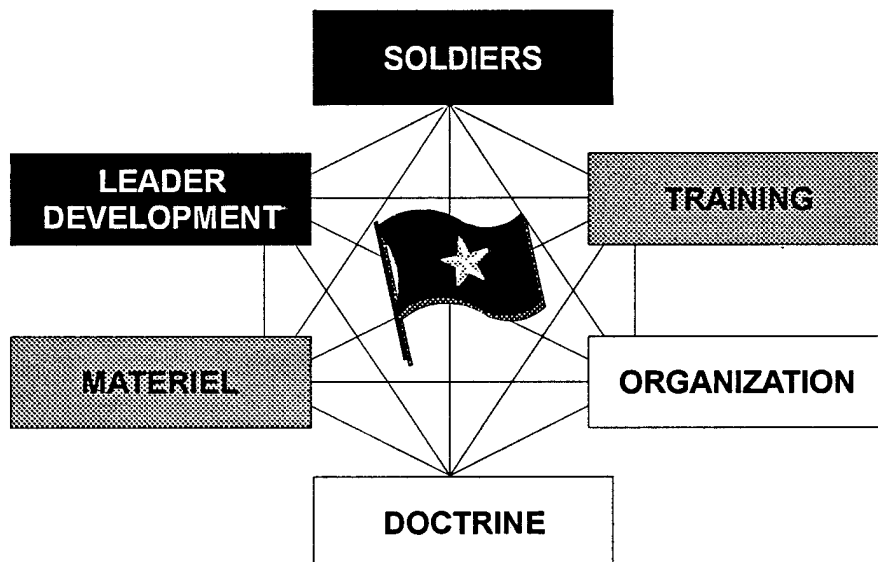 SOLDIERS
LEADER
DEVELOPMENT
TRAINING
MATERIEL
ORGANIZATION
DOCTRINE